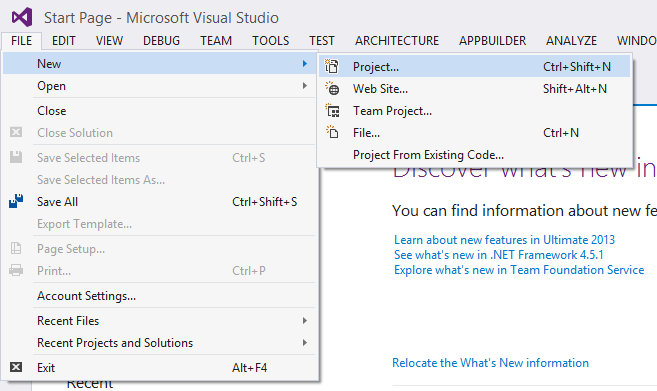 Start Page - Microsoft Visual Studio
FILE EDIT VIEW DEBUG TEAM TOOLS TEST ARCHITECTURE APPBUILDER ANALYZE WINDO
New
Open
Close
Close Solution
Save Selected Items Ctrl+S
Save Selected Items As...
Save All Ctrl+Shift+S
Export Template...
Page Setup...
Print... Ctrl+P
Account Settings...
Recent Files
Recent Projects and Solutions
Exit Alt+F4
Project... Ctrl+Shift+N
Web Site... Shift+Alt+N
Team Project...
File... Ctrl+N
Project From Existing Code...
Discover what's new in
You can find information about new fe
Learn about new features in Ultimate 2013
See what's new in .NET Framework 4.5.1
Explore what's new in Team Foundation Service
Relocate the What's New information
Recent